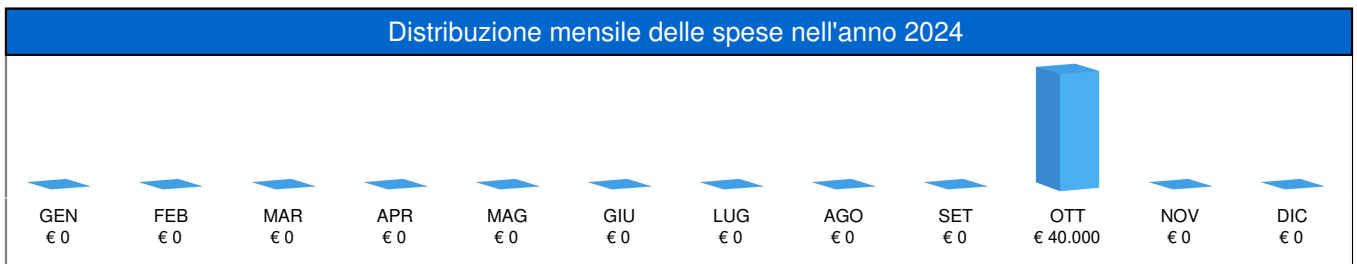 Distribuzione mensile delle spese nell'anno 2024
GEN FEB MAR APR MAG GIU LUG AGO SET OTT NOV DIC
€ 0 € 0 € 0 € 0 € 0 € 0 € 0 € 0 € 0 € 40.000 € 0 € 0